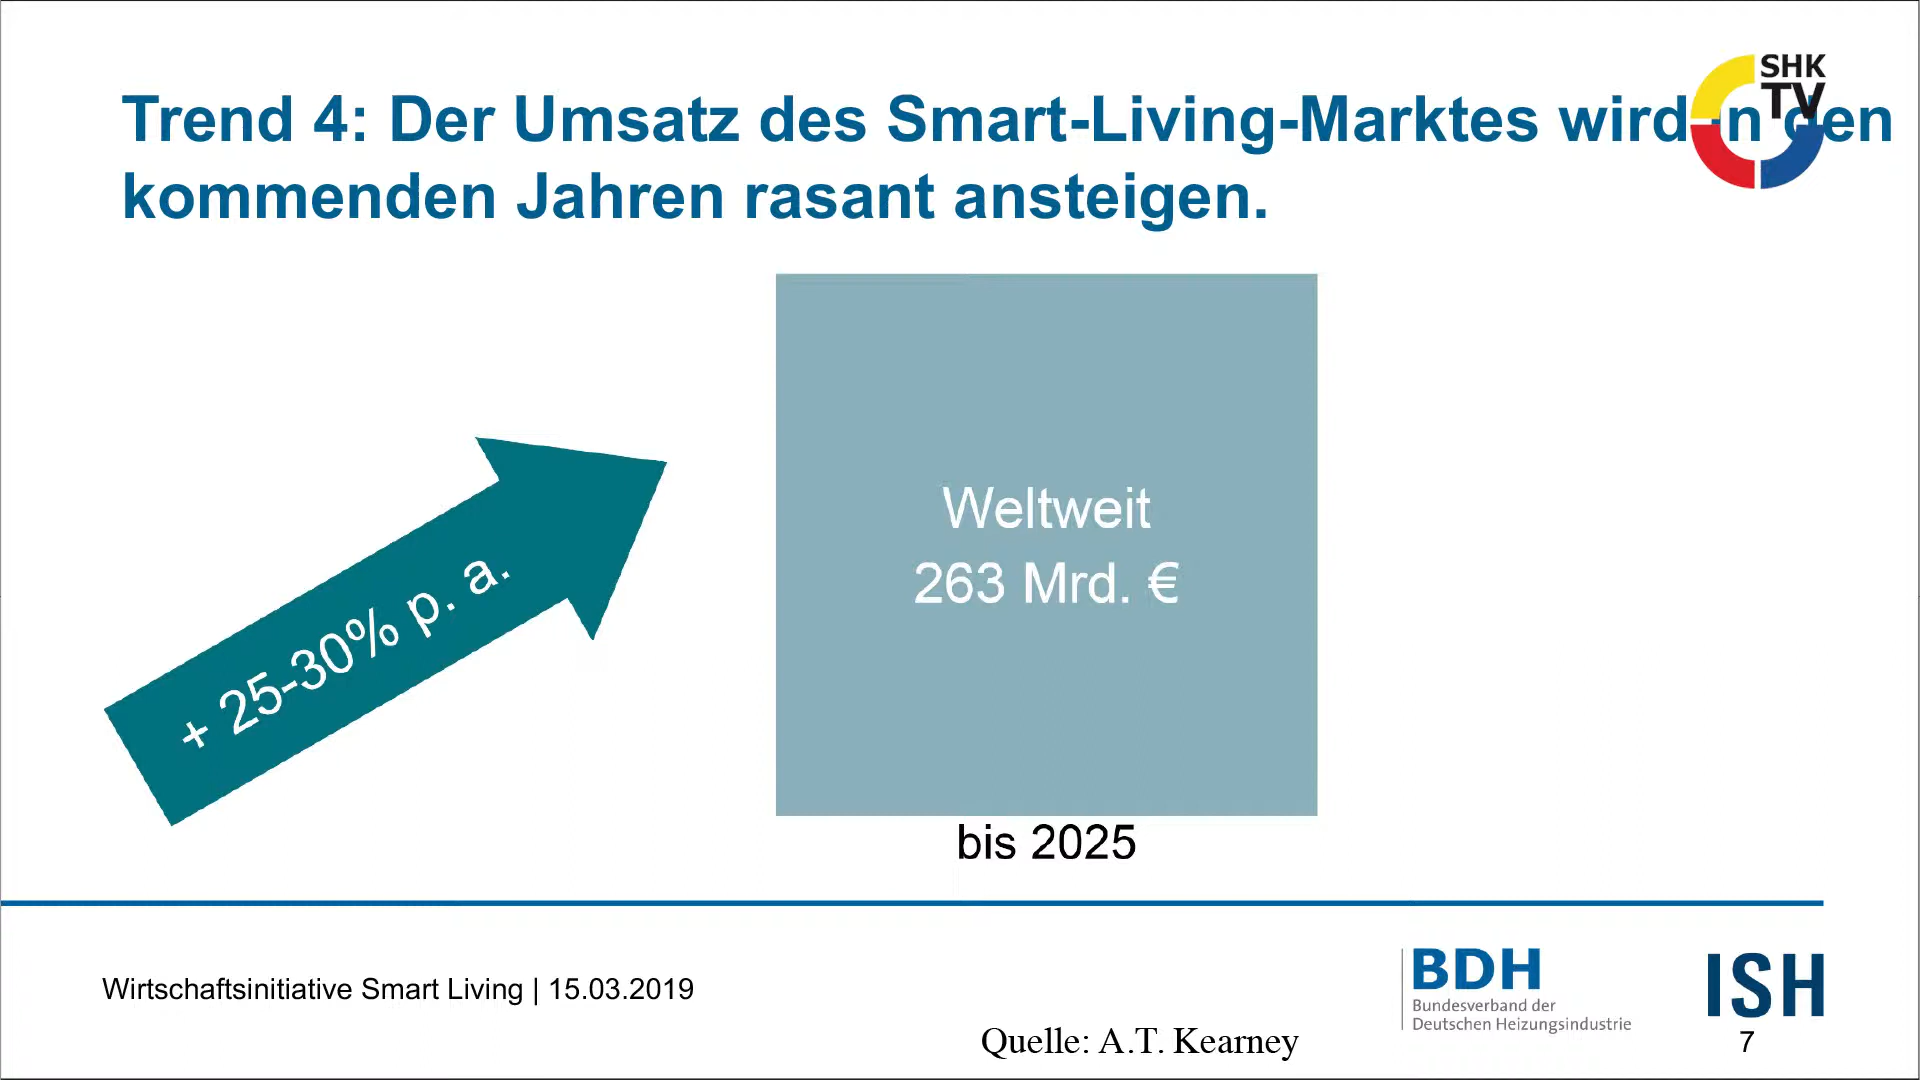 SHK
TV
Trend 4: Der Umsatz des Smart-Living-Marktes wird in den
kommenden Jahren rasant ansteigen.
+ 25-30% p. a.
Weltweit
263 Mrd. €
bis 2025
Wirtschaftsinitiative Smart Living | 15.03.2019
Quelle: A.T. Kearney
BDH
Bundesverband der
Deutschen Heizungsindustrie
ISH
7